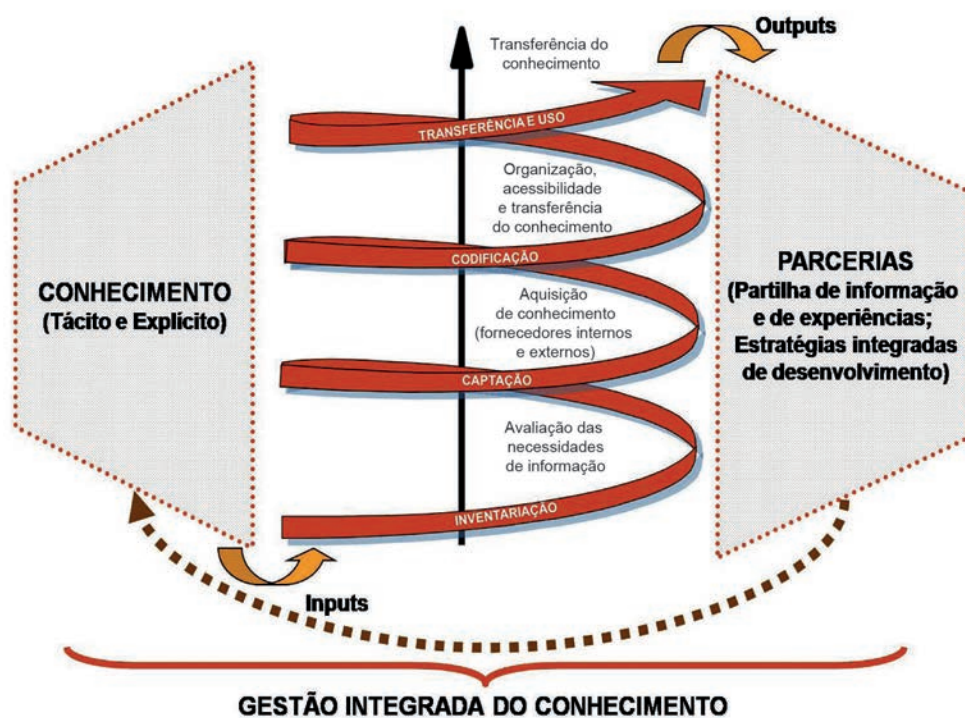 Outputs
Transferência do
conhecimento
TRANSFERÊNCIA E USO
Organização,
acessibilidade
e transferência
do conhecimento
CODIFICAÇÃO
CONHECIMENTO
(Tácito e Explícito)
Aquisição
de conhecimento
(fornecedores internos
e externos)
CAPTAÇÃO
PARCERIAS
(Partilha de informação
e de experiências;
Estratégias integradas
de desenvolvimento)
Avaliação das
necessidades
de informação
INVENTARIAÇÃO
Inputs
GESTÃO INTEGRADA DO CONHECIMENTO